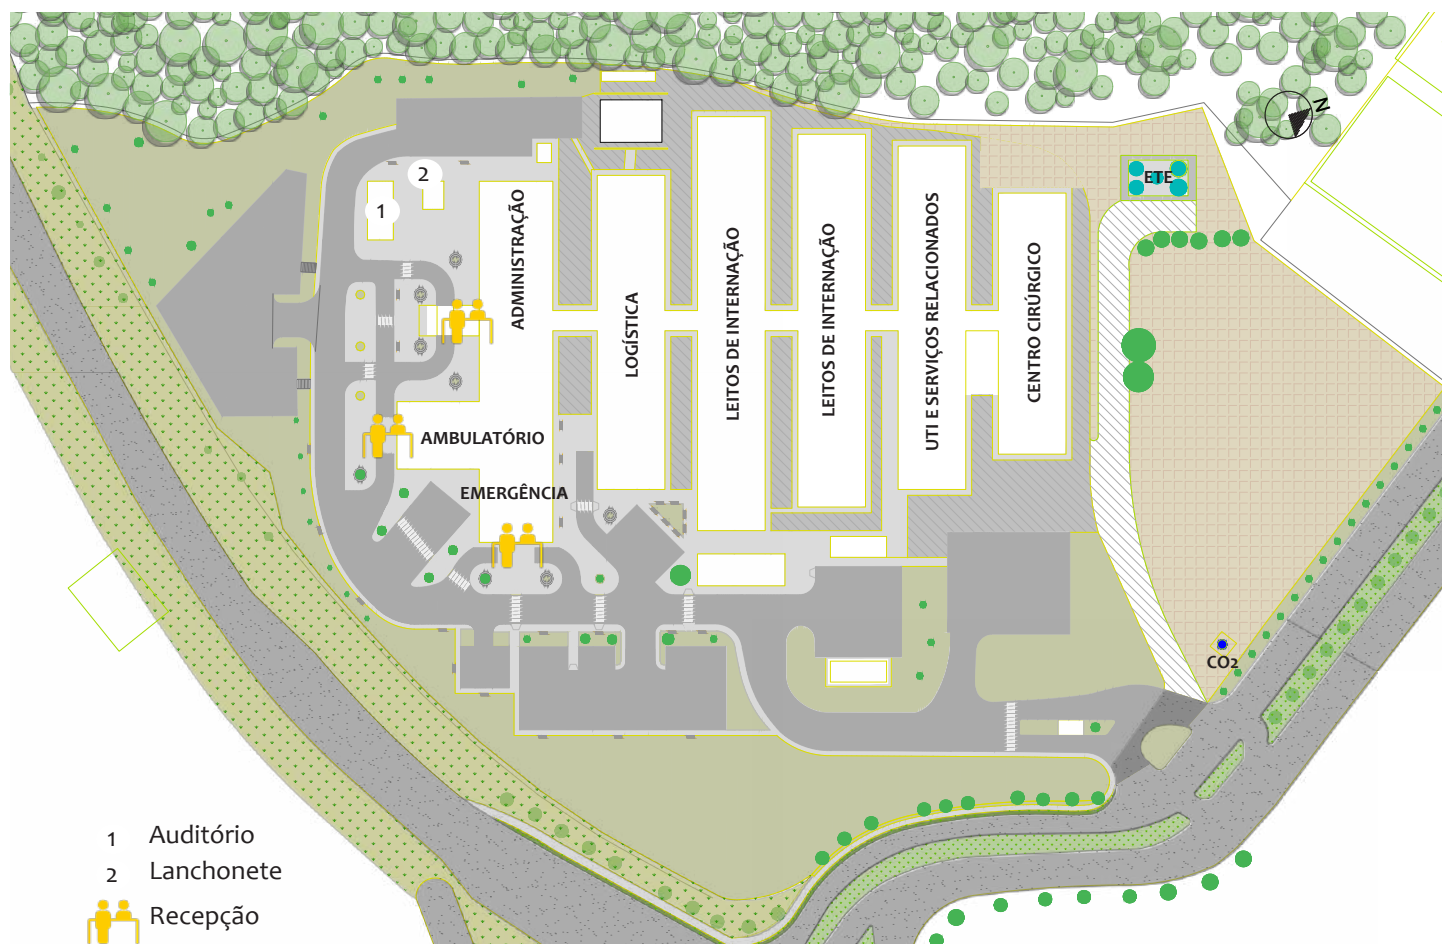 N
ETE
2
1
ADMINISTRAÇÃO
LOGÍSTICA
LEITOS DE INTERNAÇÃO
LEITOS DE INTERNAÇÃO
UTI E SERVIÇOS RELACIONADOS
CENTRO CIRÚRGICO
AMBULATÓRIO
EMERGÊNCIA
CO2
1 Auditório
2 Lanchonete
Recepção